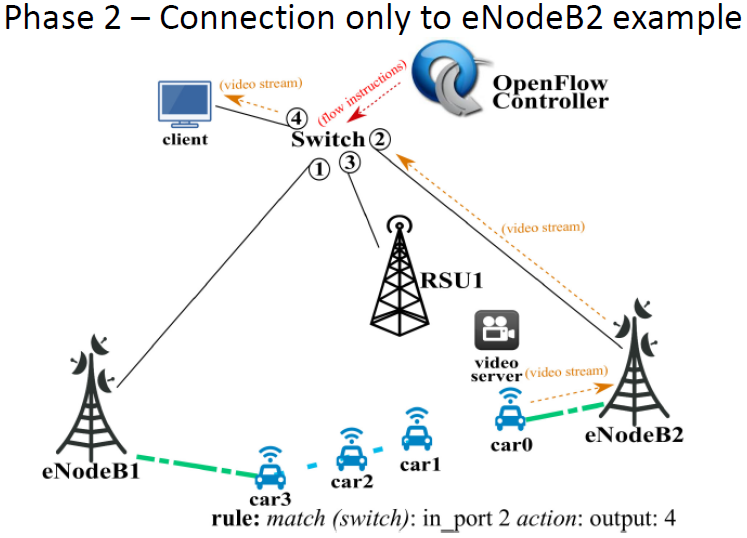 Phase 2 – Connection only to eNodeB2 example
(video stream)
(flow instructions)
OpenFlow
Controller
client
4
Switch 2
1 3
(video stream)
RSU1
video
server (video stream)
eNodeB1
car3
car2
car1
car0
eNodeB2
rule: match (switch): in_port 2 action: output: 4